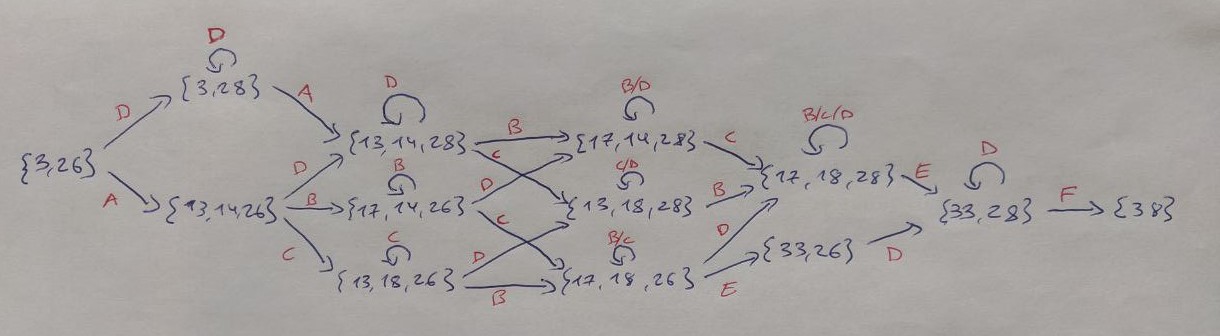 D
{3,28}
D
A
D
{13,14,28}
B
B/D
{17,14,28}
C
B/C/D
{17,18,28}
E
D
{33,28}
F
{38}
{3,26}
A
{13,14,26}
D
B
C
B
{17,14,26}
C
D
C
C/D
{13,18,28}
B
C
{13,18,26}
D
B
B/C
{17,18,26}
D
E
{33,26}
D